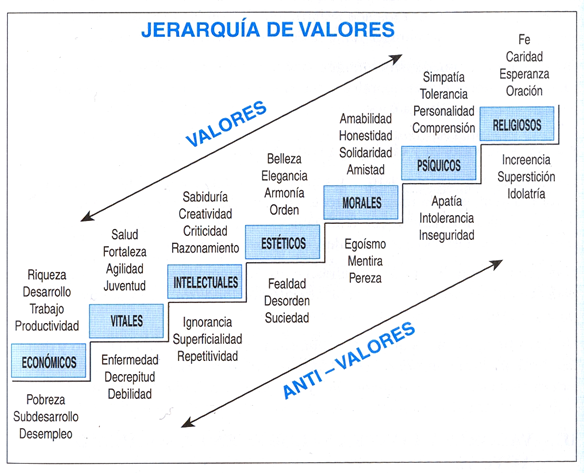 JERARQUÍA DE VALORES
VALORES
Riqueza
Desarrollo
Trabajo
Productividad
ECONÓMICOS
Pobreza
Subdesarrollo
Desempleo
Salud
Fortaleza
Agilidad
Juventud
VITALES
Enfermedad
Decrepitud
Debilidad
Sabiduría
Creatividad
Criticidad
Razonamiento
INTELECTUALES
Ignorancia
Superficialidad
Repetitividad
Belleza
Elegancia
Armonía
Orden
ESTÉTICOS
Fealdad
Desorden
Suciedad
Amabilidad
Honestidad
Solidaridad
Amistad
MORALES
Egoísmo
Mentira
Pereza
Simpatía
Tolerancia
Personalidad
Comprensión
PSÍQUICOS
Apatía
Intolerancia
Inseguridad
Fe
Caridad
Esperanza
Oración
RELIGIOSOS
Increencia
Superstición
Idolatría
ANTI – VALORES